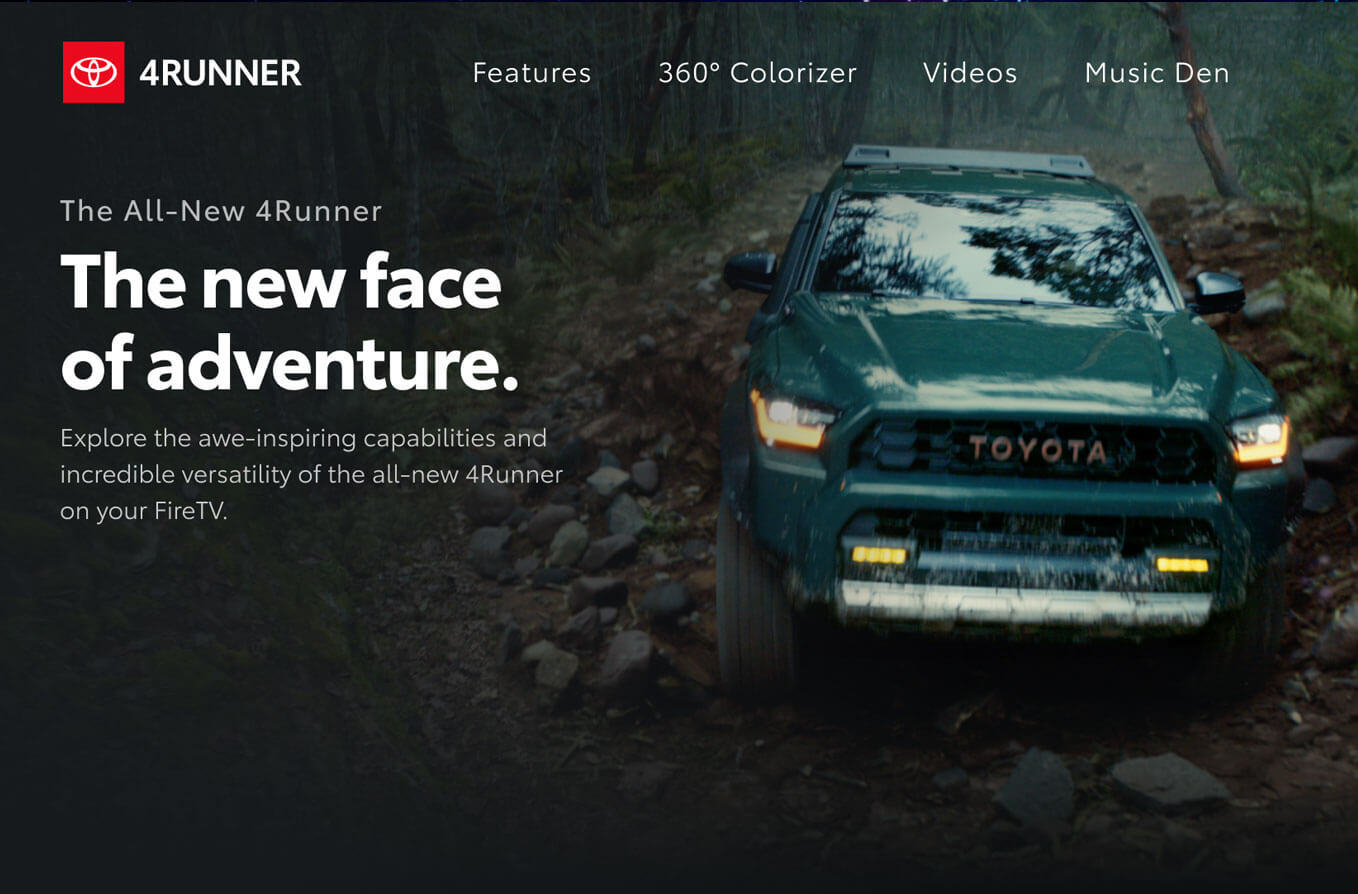 4RUNNER
Features
360° Colorizer
Videos
Music Den
The All-New 4Runner
The new face
of adventure.
Explore the awe-inspiring capabilities and
incredible versatility of the all-new 4Runner
on your FireTV.
TOYOTA